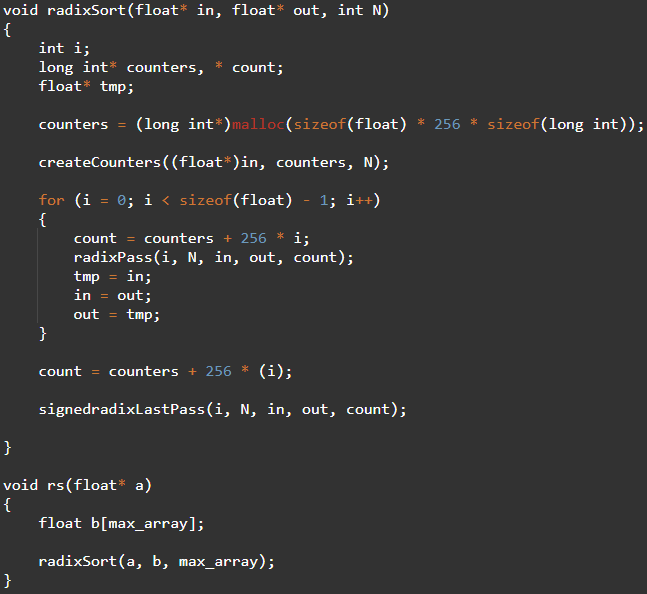 void radixSort(float* in, float* out, int N)
{
    int i;
    long int* counters, * count;
    float* tmp;

    counters = (long int*)malloc(sizeof(float) * 256 * sizeof(long int));

    createCounters((float*)in, counters, N);

    for (i = 0; i < sizeof(float) - 1; i++)
    {
        count = counters + 256 * i;
        radixPass(i, N, in, out, count);
        tmp = in;
        in = out;
        out = tmp;
    }

    count = counters + 256 * (i);

    signedradixLastPass(i, N, in, out, count);

}

void rs(float* a)
{
    float b[max_array];

    radixSort(a, b, max_array);
}